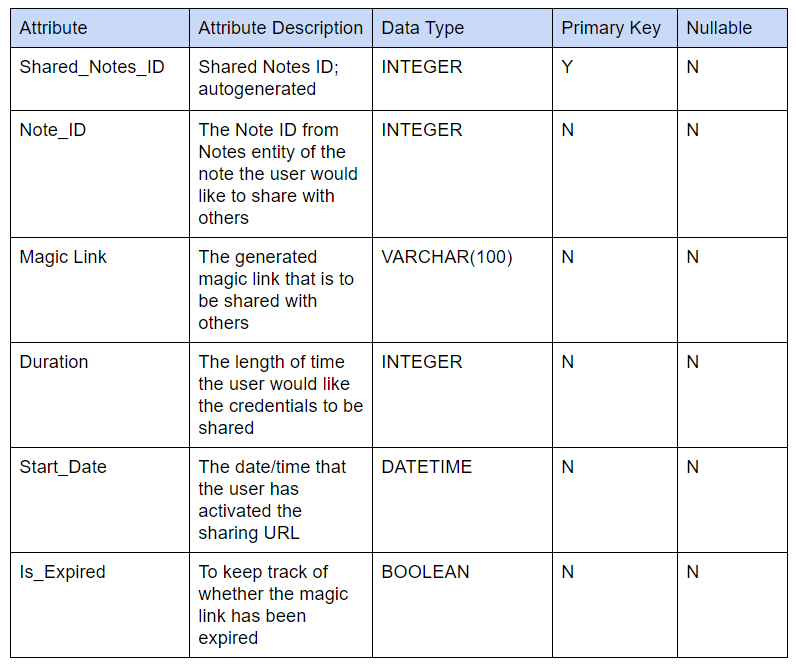 Attribute Attribute Description Data Type Primary Key Nullable
Shared_Notes_ID Shared Notes ID; INTEGER Y N
autogenerated
Note_ID The Note ID from INTEGER N N
Notes entity of the
note the user would
like to share with
others
Magic Link The generated VARCHAR(100) N N
magic link that is to
be shared with
others
Duration The length of time INTEGER N N
the user would like
the credentials to be
shared
Start_Date The date/time that DATETIME N N
the user has
activated the
sharing URL
Is_Expired To keep track of BOOLEAN N N
whether the magic
link has been
expired